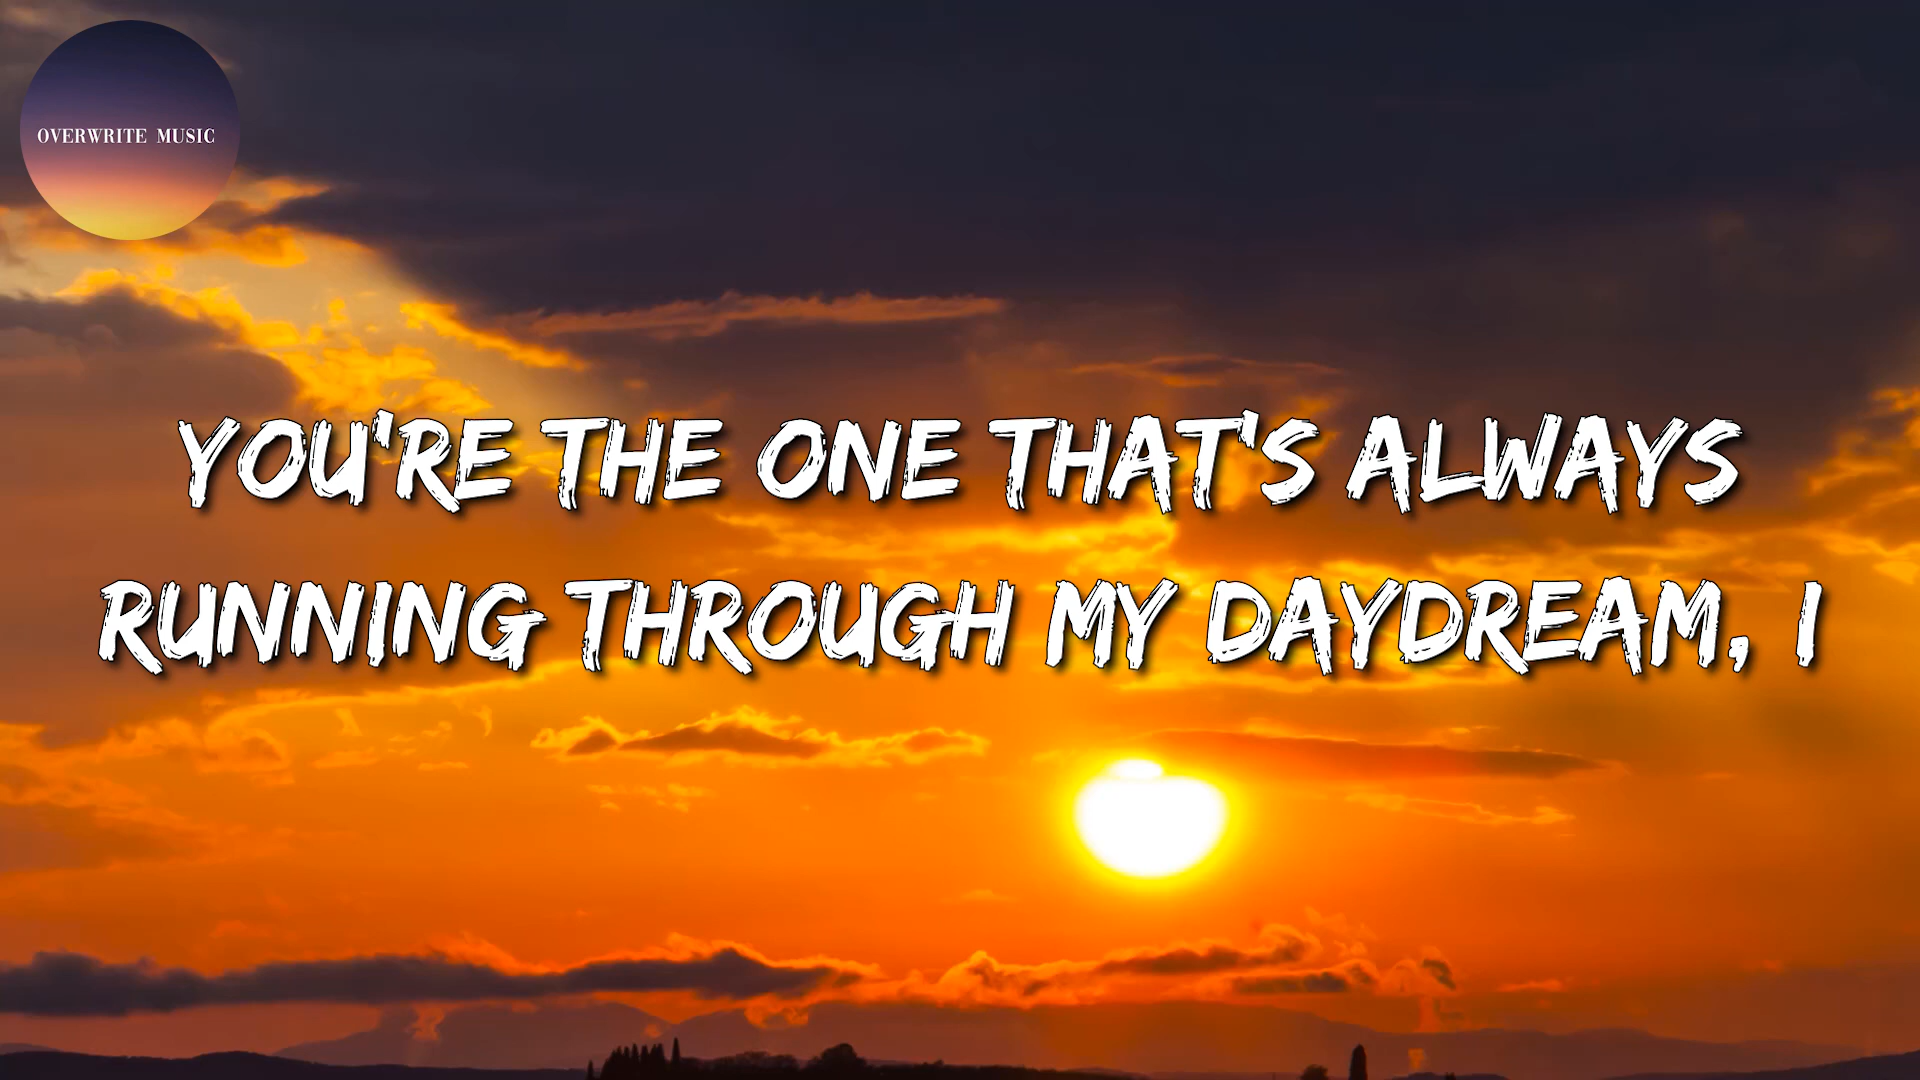 OVERWRITE MUSIC
YOU'RE THE ONE THAT'S ALWAYS
RUNNING THROUGH MY DAYDREAM, I